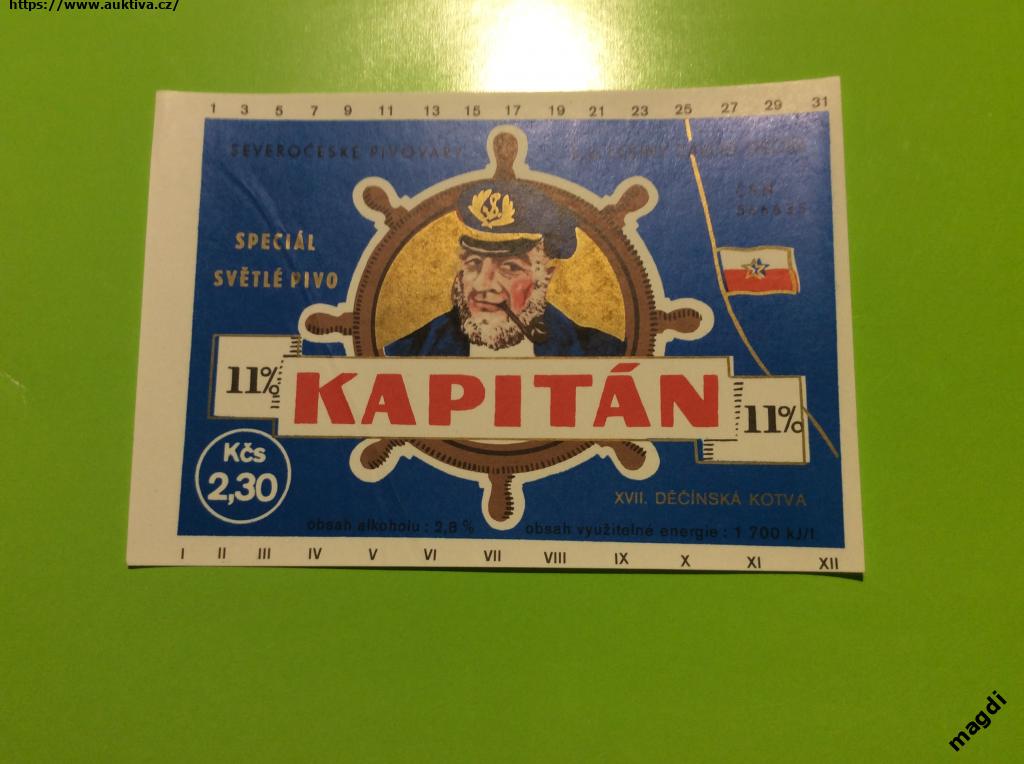 https://www.auktiva.cz/
1 3 5 7 9 11 13 15 17 19 21 23 25 27 29 31
SEVEROČESKÉ PIVOVARY
ČSN
566635
SPECIÁL
SVĚTLÉ PIVO
11% KAPITÁN 11%
Kčs
2,30
XVII. DĚČÍNSKÁ KOTVA
obsah alkoholu : 2,8 % obsah využitelné energie : 1 700 kJ/l
I II III IV V VI VII VIII IX X XI XII
magdi